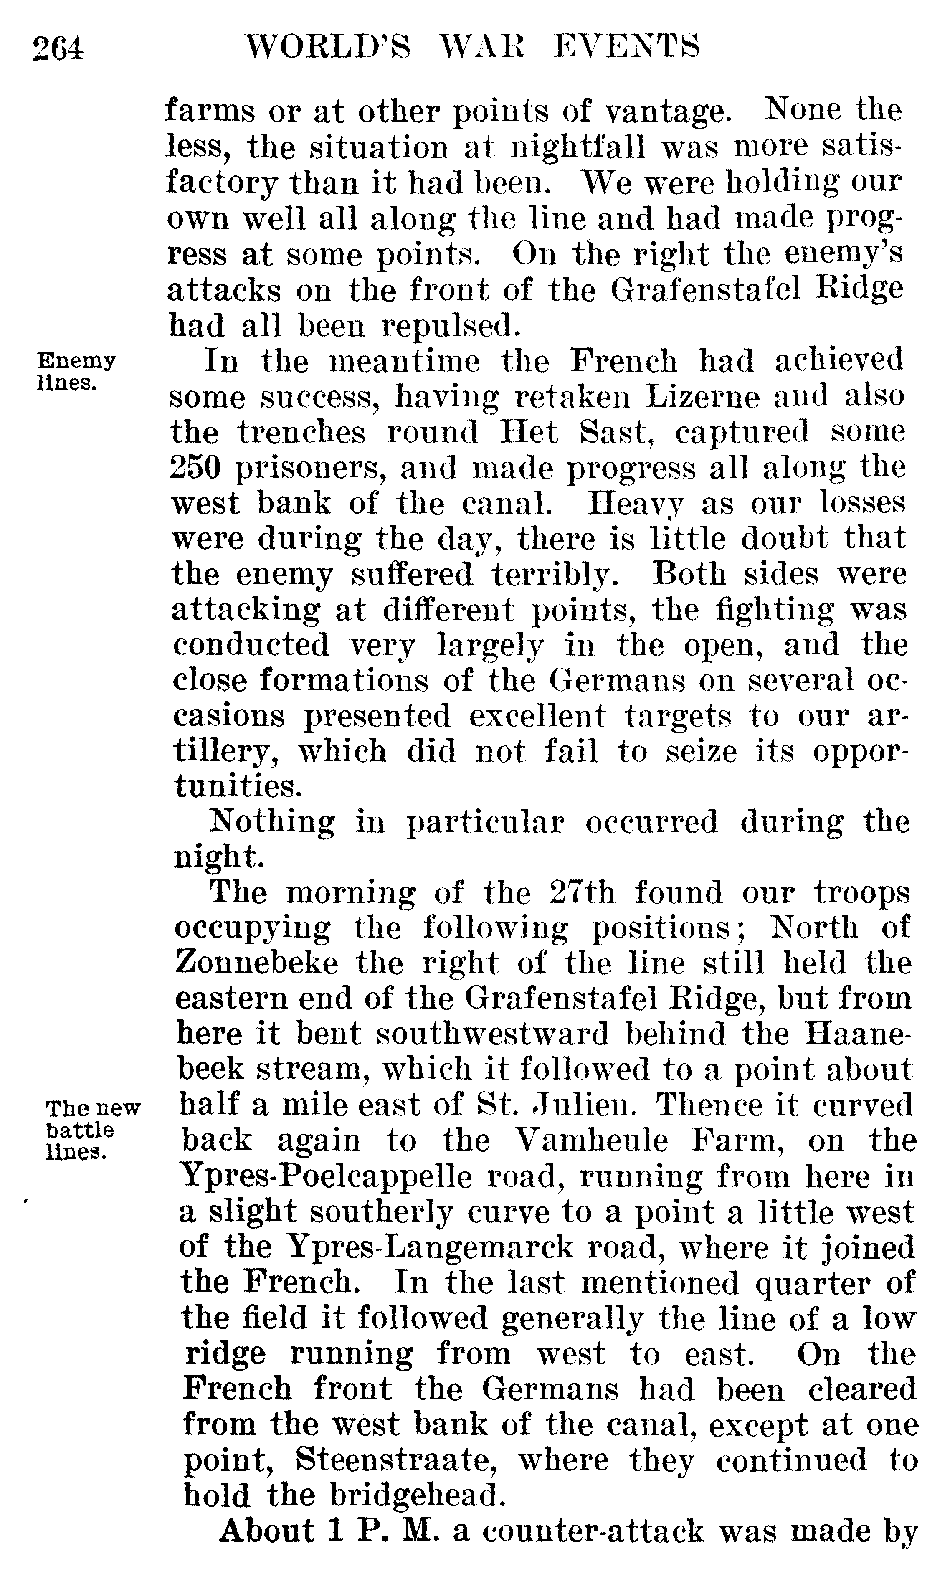 264 WORLD'S WAR EVENTS
farms or at other points of vantage. None the
less, the situation at nightfall was more satis-
factory than it had been. We were holding our
own well all along the line and had made prog-
ress at some points. On the right the enemy's
attacks on the front of the Grafenstafel Ridge
had all been repulsed.
Enemy
lines.
In the meantime the French had achieved
some success, having retaken Lizerne and also
the trenches round Het Sast, captured some
250 prisoners, and made progress all along the
west bank of the canal. Heavy as our losses
were during the day, there is little doubt that
the enemy suffered terribly. Both sides were
attacking at different points, the fighting was
conducted very largely in the open, and the
close formations of the Germans on several oc-
casions presented excellent targets to our ar-
tillery, which did not fail to seize its oppor-
tunities.
Nothing in particular occurred during the
night.
The morning of the 27th found our troops
occupying the following positions; North of
Zonnebeke the right of the line still held the
eastern end of the Grafenstafel Ridge, but from
here it bent southwestward behind the Haane-
beek stream, which it followed to a point about
The new
battle
lines.
half a mile east of St. Julien. Thence it curved
back again to the Vamheule Farm, on the
Ypres-Poelcappelle road, running from here in
a slight southerly curve to a point a little west
of the Ypres-Langemarck road, where it joined
the French. In the last mentioned quarter of
the field it followed generally the line of a low
ridge running from west to east. On the
French front the Germans had been cleared
from the west bank of the canal, except at one
point, Steenstraate, where they continued to
hold the bridgehead.
About 1 P. M. a counter-attack was made by